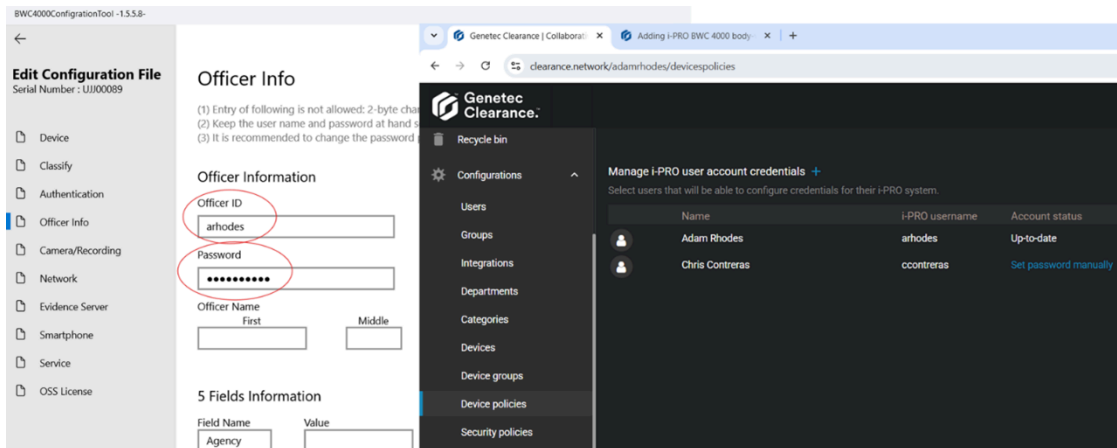 BWC4000ConfigrationTool -1.5.5.8-
Edit Configuration File
Serial Number : UJJ00089
Device
Classify
Authentication
Officer Info
Camera/Recording
Network
Evidence Server
Smartphone
Service
OSS License
Officer Info
(1) Entry of following is not allowed: 2-byte cha
(2) Keep the user name and password at hand s
(3) It is recommended to change the password
Officer Information
Officer ID
arhodes
Password
••••••••••
Officer Name
First Middle
5 Fields Information
Field Name Value
Agency
Genetec Clearance | Collaborati
Adding i-PRO BWC 4000 body-
clearance.network/adamrhodes/devicespolicies
Genetec
Clearance.™
Recycle bin
Configurations
Users
Groups
Integrations
Departments
Categories
Devices
Device groups
Device policies
Security policies
Manage i-PRO user account credentials +
Select users that will be able to configure credentials for their i-PRO system.
Name i-PRO username Account status
Adam Rhodes arhodes Up-to-date
Chris Contreras ccontreras Set password manually